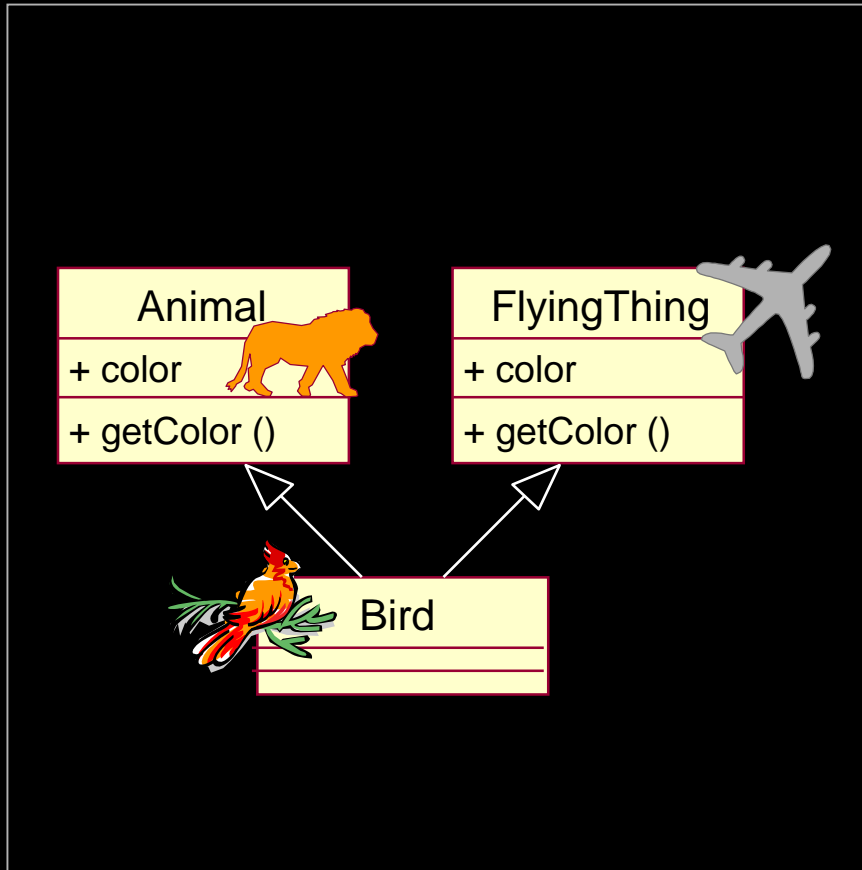 Animal
+ color
+ getColor ()
FlyingThing
+ color
+ getColor ()
Bird